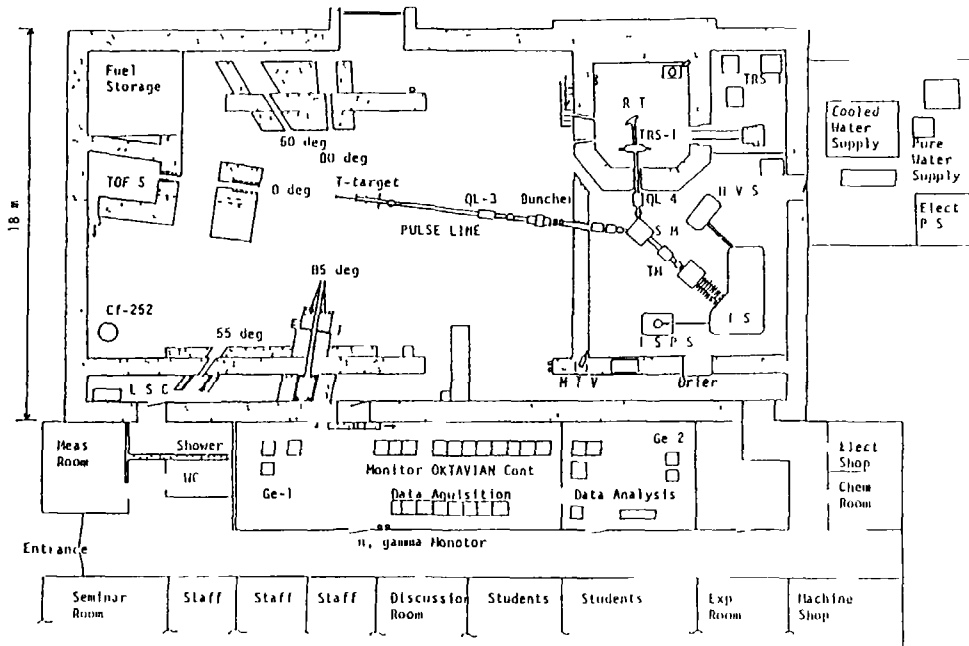 Fuel
Storage
TOF S
60 deg
80 deg
0 deg
T-target
QL-3
Buncher
PULSE LINE
R T
TRS-1
TRS
QL 4
H V S
S M
TM
I S
I S P S
Cooled
Water
Supply
Pure
Water
Supply
Elect
P S
18 m
85 deg
Cf-252
55 deg
L S C
M T V
Meas
Room
Shower
WC
Ge-1
Monitor OKTAVIAN Cont
Data Aquisition
Ge 2
Data Analysis
Elect
Shop
Chem
Room
n, gamma Monotor
Entrance
Seminar
Room
Staff
Staff
Staff
Discussion
Room
Students
Students
Exp
Room
Machine
Shop